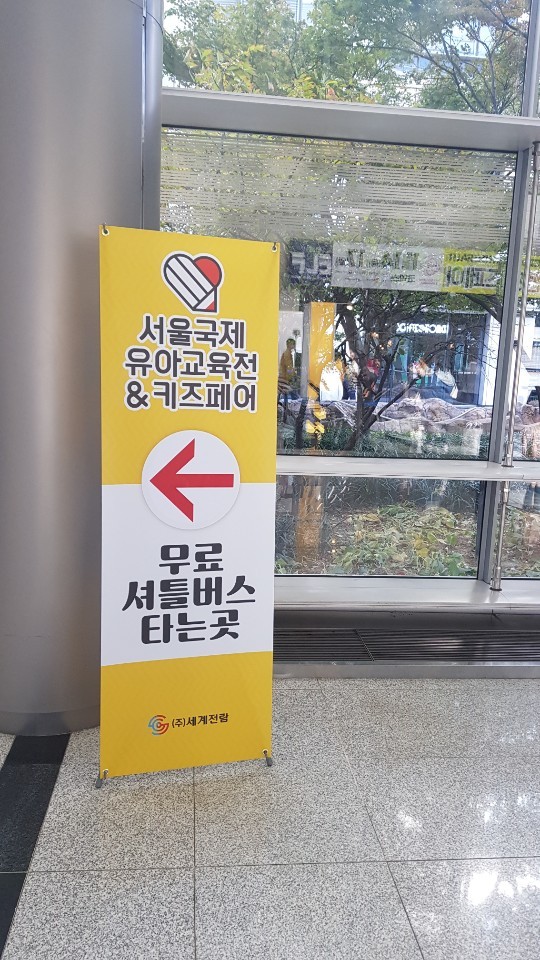 서울국제
유아교육전
&키즈페어
무료
셔틀버스
타는곳
(주)세계전람